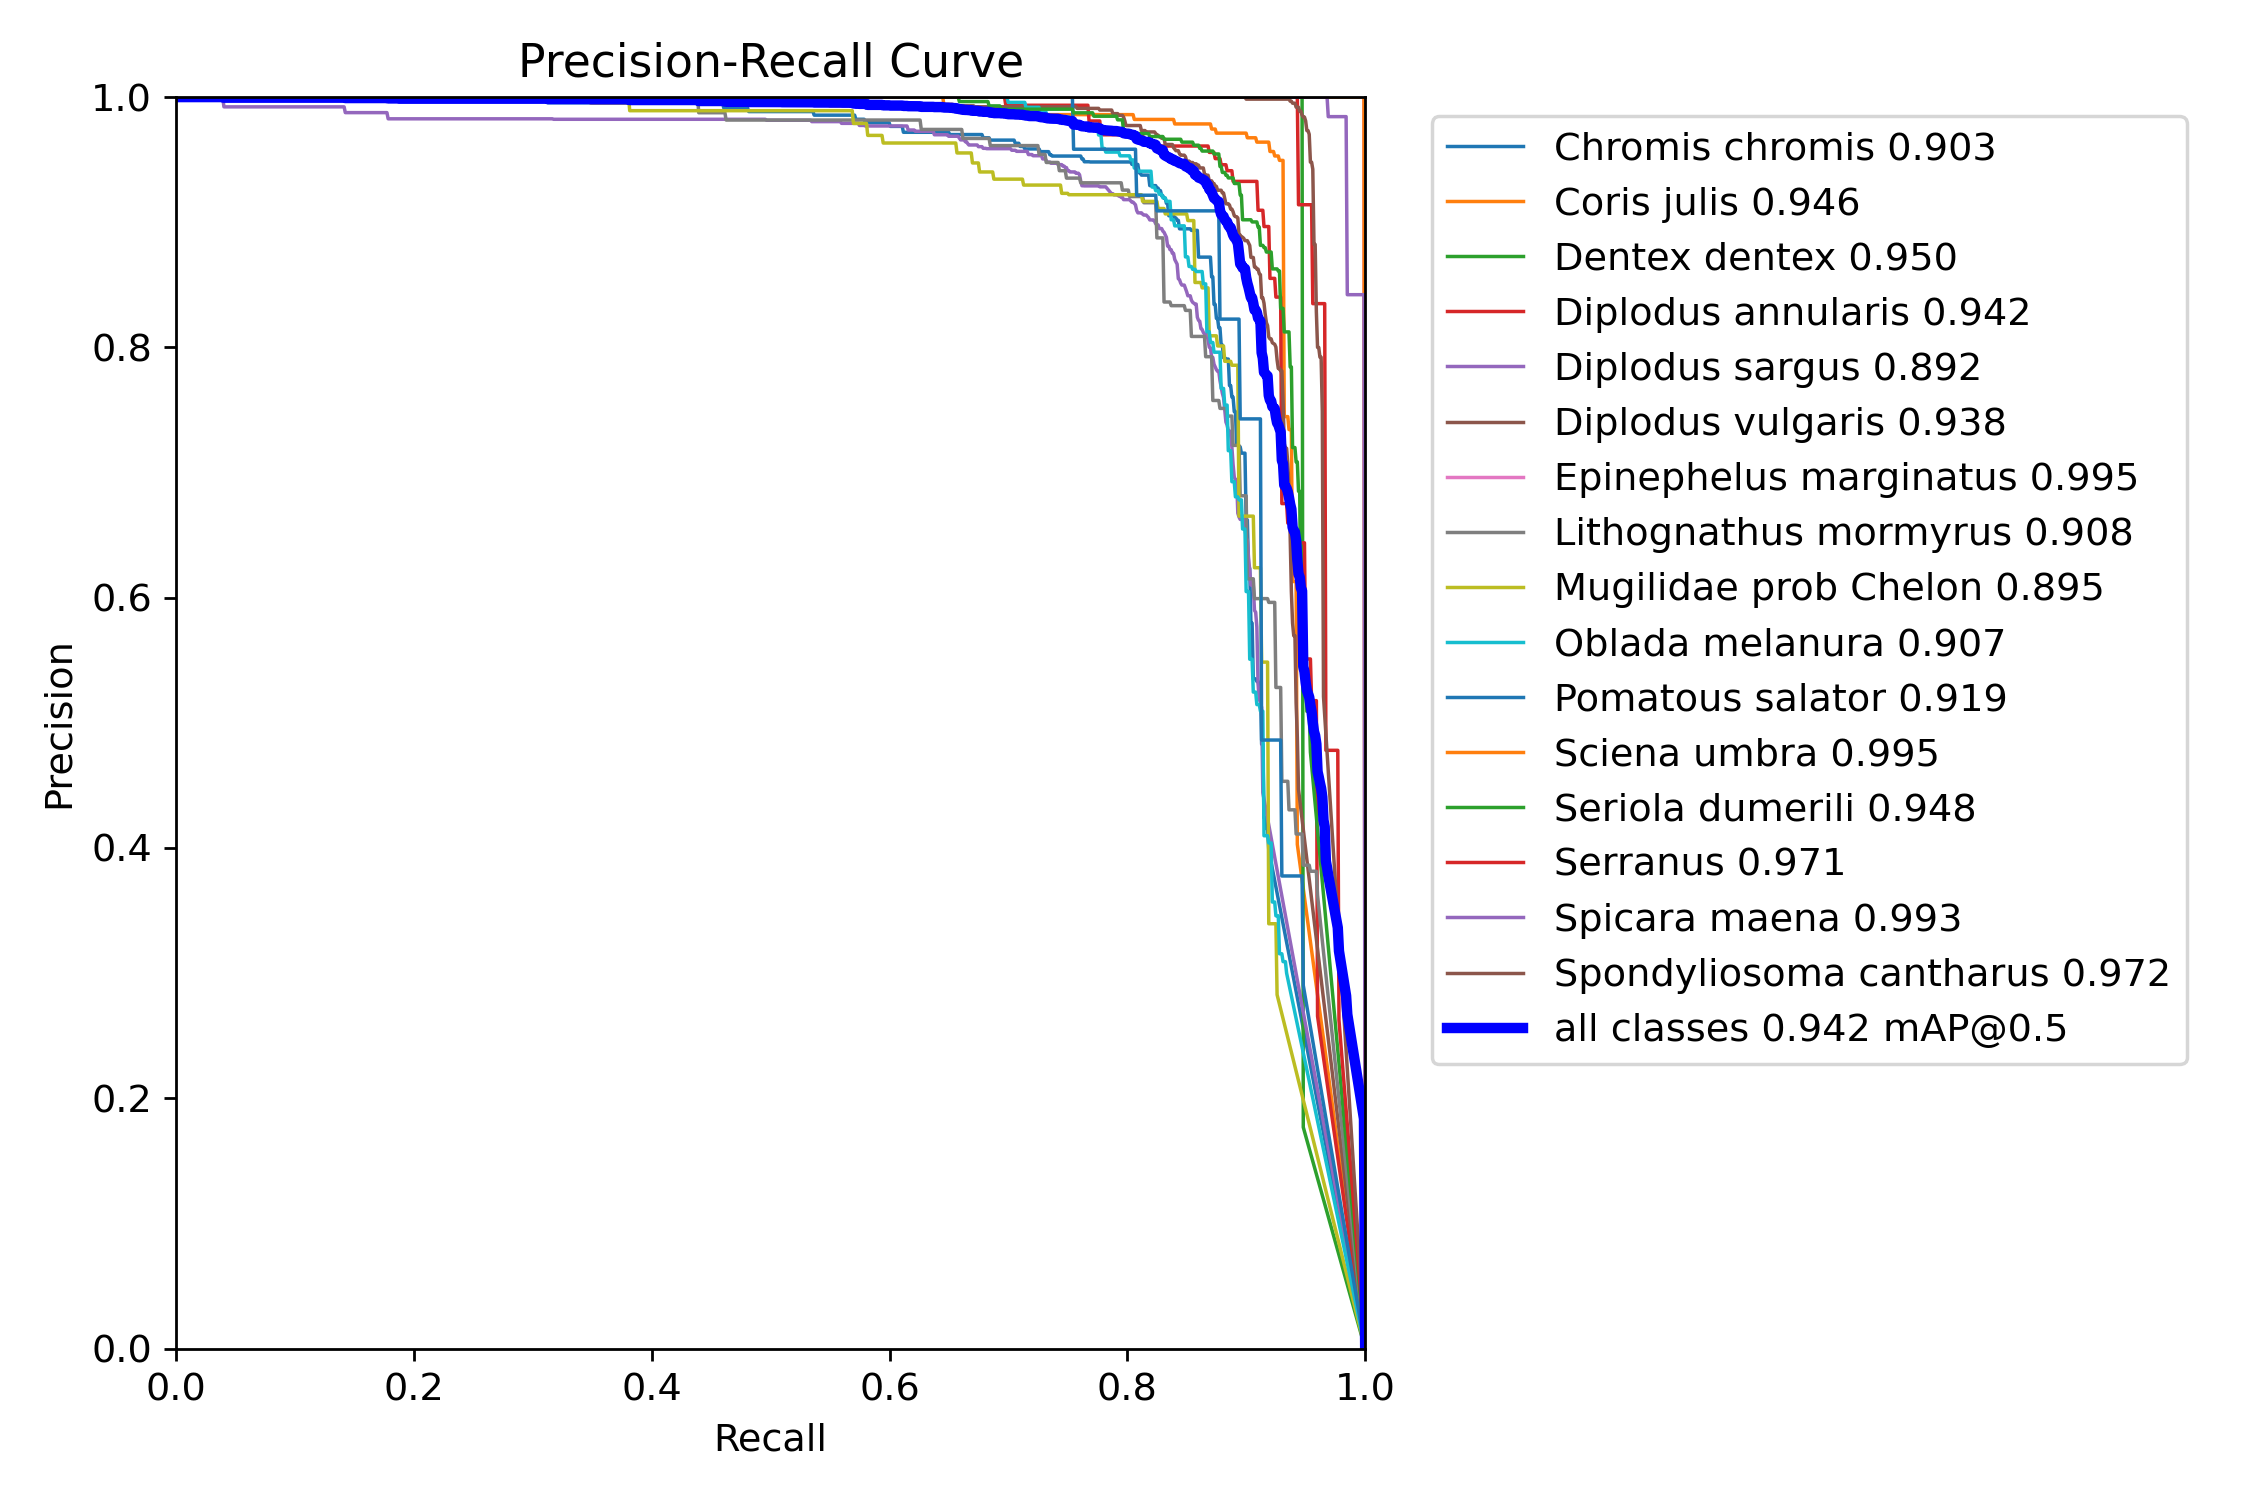 Precision-Recall Curve
1.0
0.8
0.6
0.4
0.2
0.0
Precision
0.0 0.2 0.4 0.6 0.8 1.0
Recall
Chromis chromis 0.903
Coris julis 0.946
Dentex dentex 0.950
Diplodus annularis 0.942
Diplodus sargus 0.892
Diplodus vulgaris 0.938
Epinephelus marginatus 0.995
Lithognathus mormyrus 0.908
Mugilidae prob Chelon 0.895
Oblada melanura 0.907
Pomatous salator 0.919
Sciena umbra 0.995
Seriola dumerili 0.948
Serranus 0.971
Spicara maena 0.993
Spondyliosoma cantharus 0.972
all classes 0.942 mAP@0.5